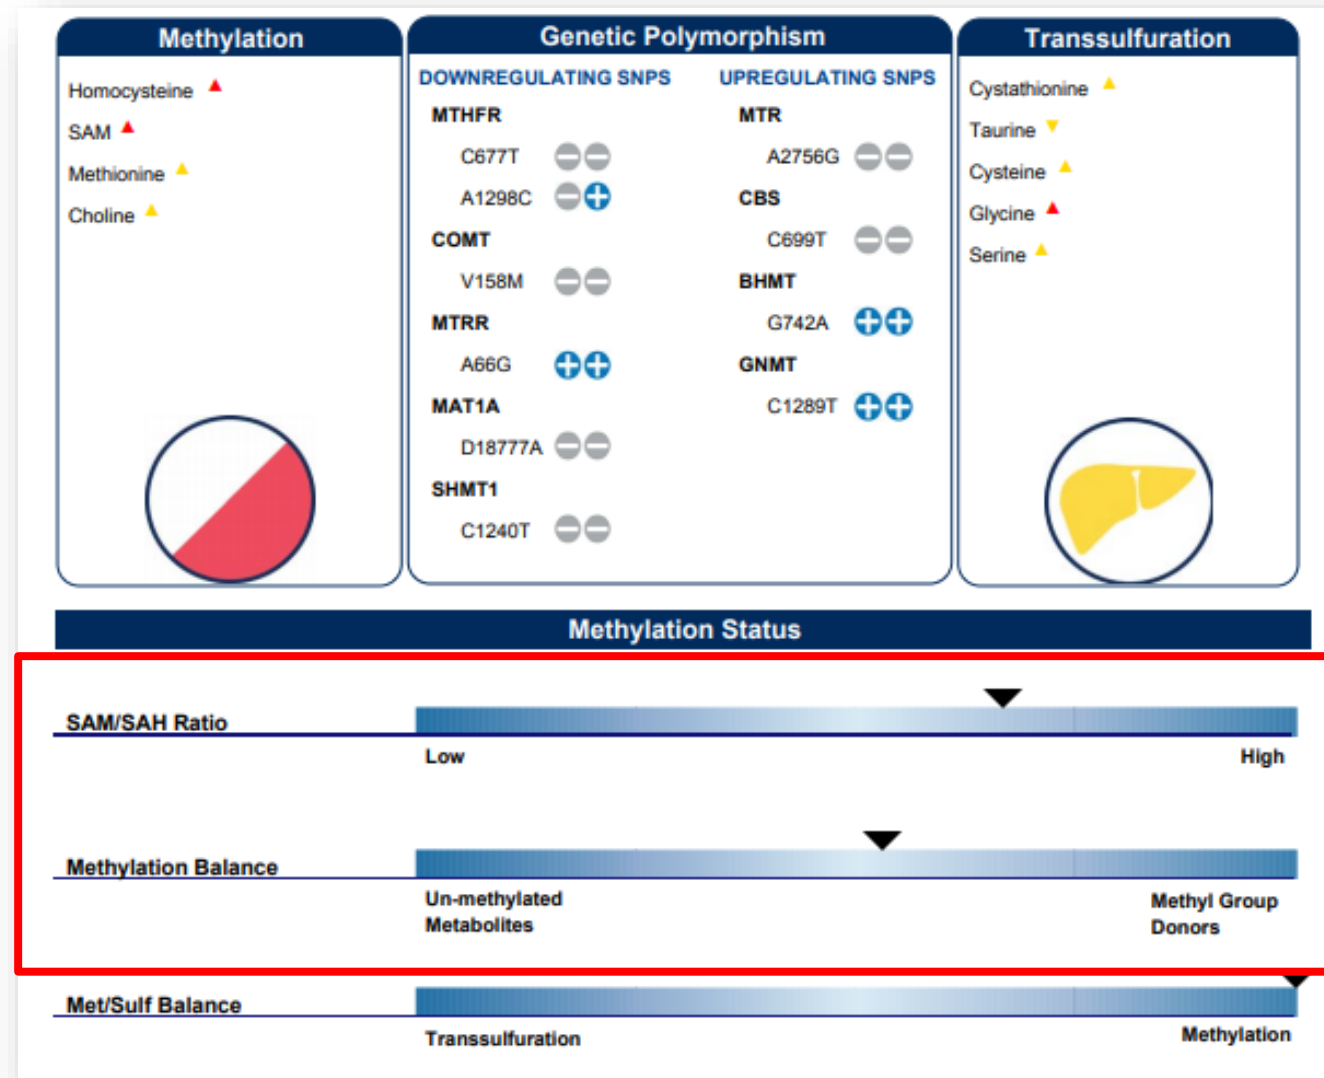 Methylation
Homocysteine
SAM
Methionine
Choline
Genetic Polymorphism
DOWNREGULATING SNPS
MTHFR
C677T
A1298C
COMT
V158M
MTRR
A66G
MAT1A
D18777A
SHMT1
C1240T
UPREGULATING SNPS
MTR
A2756G
CBS
C699T
BHMT
G742A
GNMT
C1289T
Transsulfuration
Cystathionine
Taurine
Cysteine
Glycine
Serine
Methylation Status
SAM/SAH Ratio
Low
High
Methylation Balance
Un-methylated
Metabolites
Methyl Group
Donors
Met/Sulf Balance
Transsulfuration
Methylation